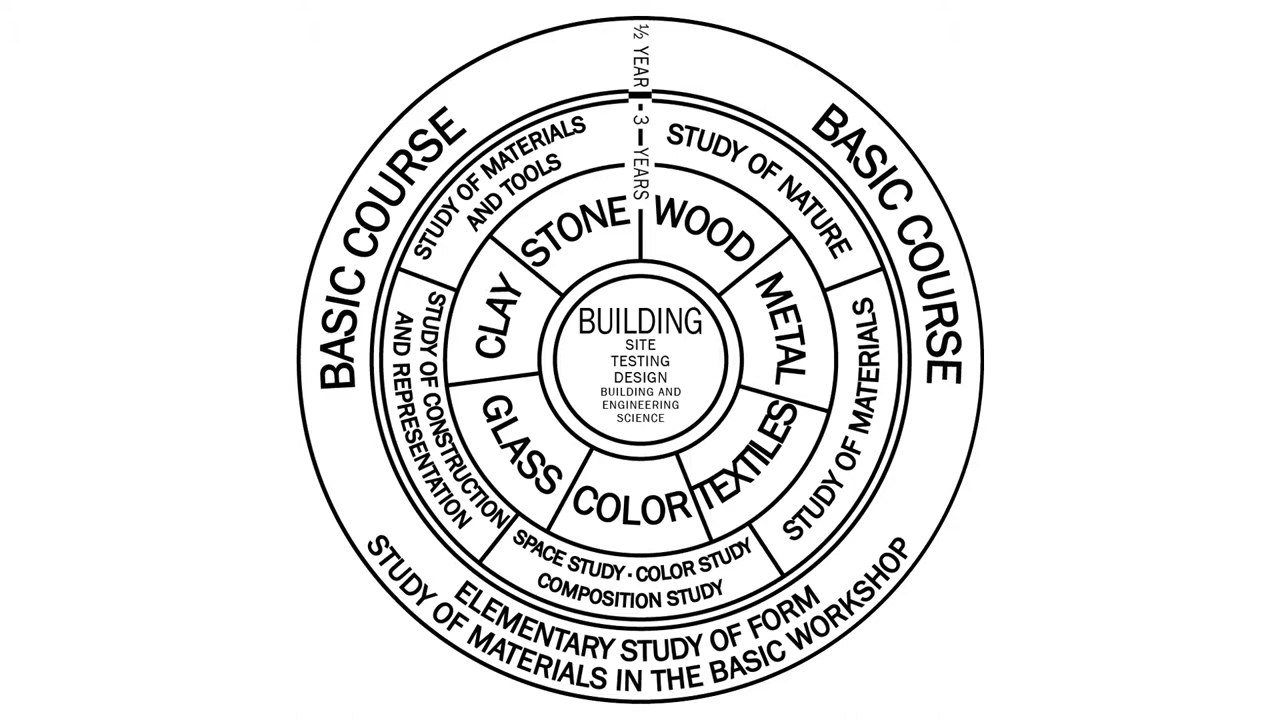 ½ YEAR
3 YEARS
BASIC COURSE
BASIC COURSE
ELEMENTARY STUDY OF FORM
STUDY OF MATERIALS IN THE BASIC WORKSHOP
STUDY OF NATURE
STUDY OF MATERIALS
SPACE STUDY · COLOR STUDY
COMPOSITION STUDY
STUDY OF CONSTRUCTION
AND REPRESENTATION
STUDY OF MATERIALS
AND TOOLS
WOOD
METAL
TEXTILES
COLOR
GLASS
CLAY
STONE
BUILDING
SITE
TESTING
DESIGN
BUILDING AND
ENGINEERING
SCIENCE